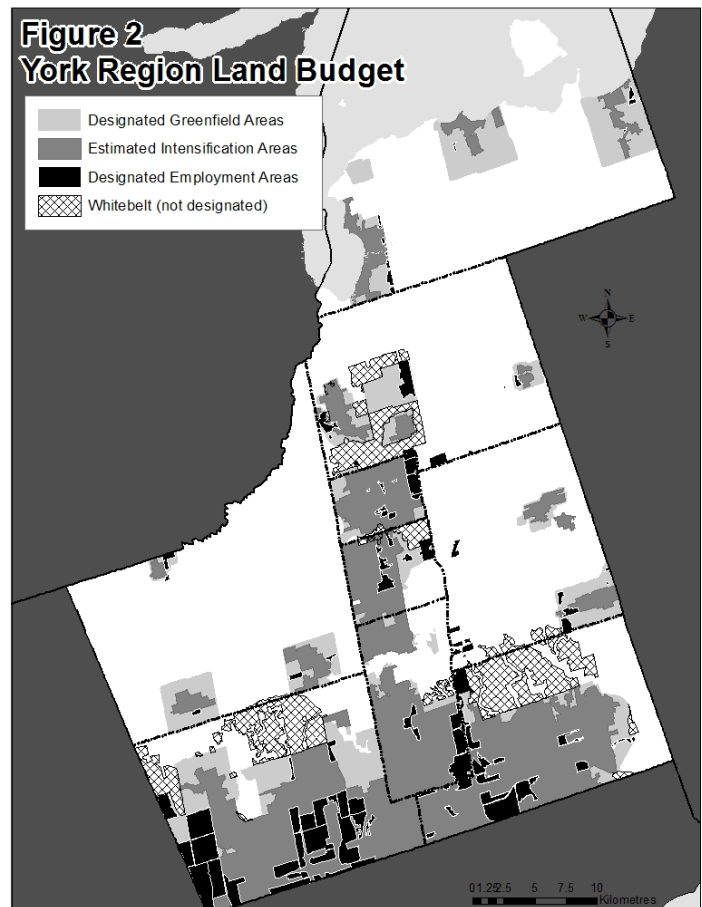 Figure 2
York Region Land Budget
Designated Greenfield Areas
Estimated Intensification Areas
Designated Employment Areas
Whitebelt (not designated)
N
W E
S
0 1.25 2.5 5 7.5 10
Kilometres